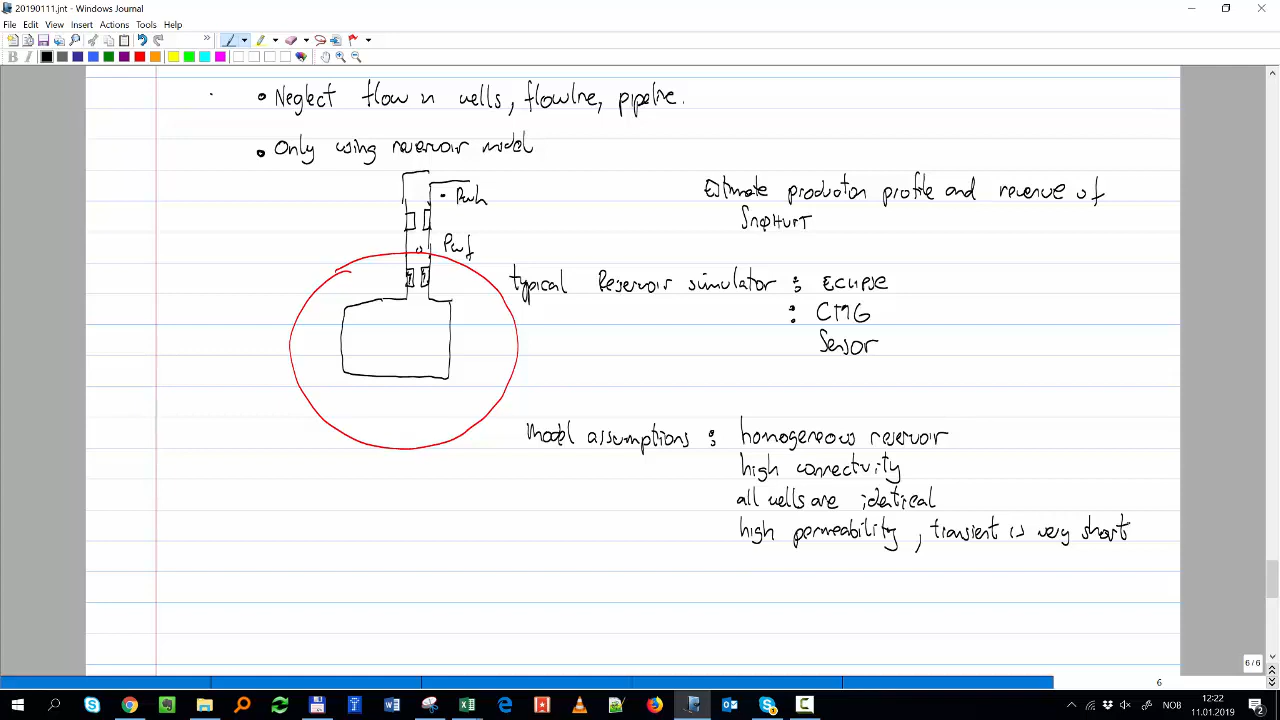 20190111.jnt - Windows Journal
File Edit View Insert Actions Tools Help
• Neglect flow n wells, flowline, pipeline.
• Only using reservoir model
Pwh
Estimate production profile and revenue of
Snøhvit
Pwf
typical Reservoir simulator : ECLIPSE
: CMG
Sensor
Model assumptions : homogeneous reservoir
high connectivity
all wells are identical
high permeability, transient is very short
6/6
6
NOB
12:22
11.01.2019